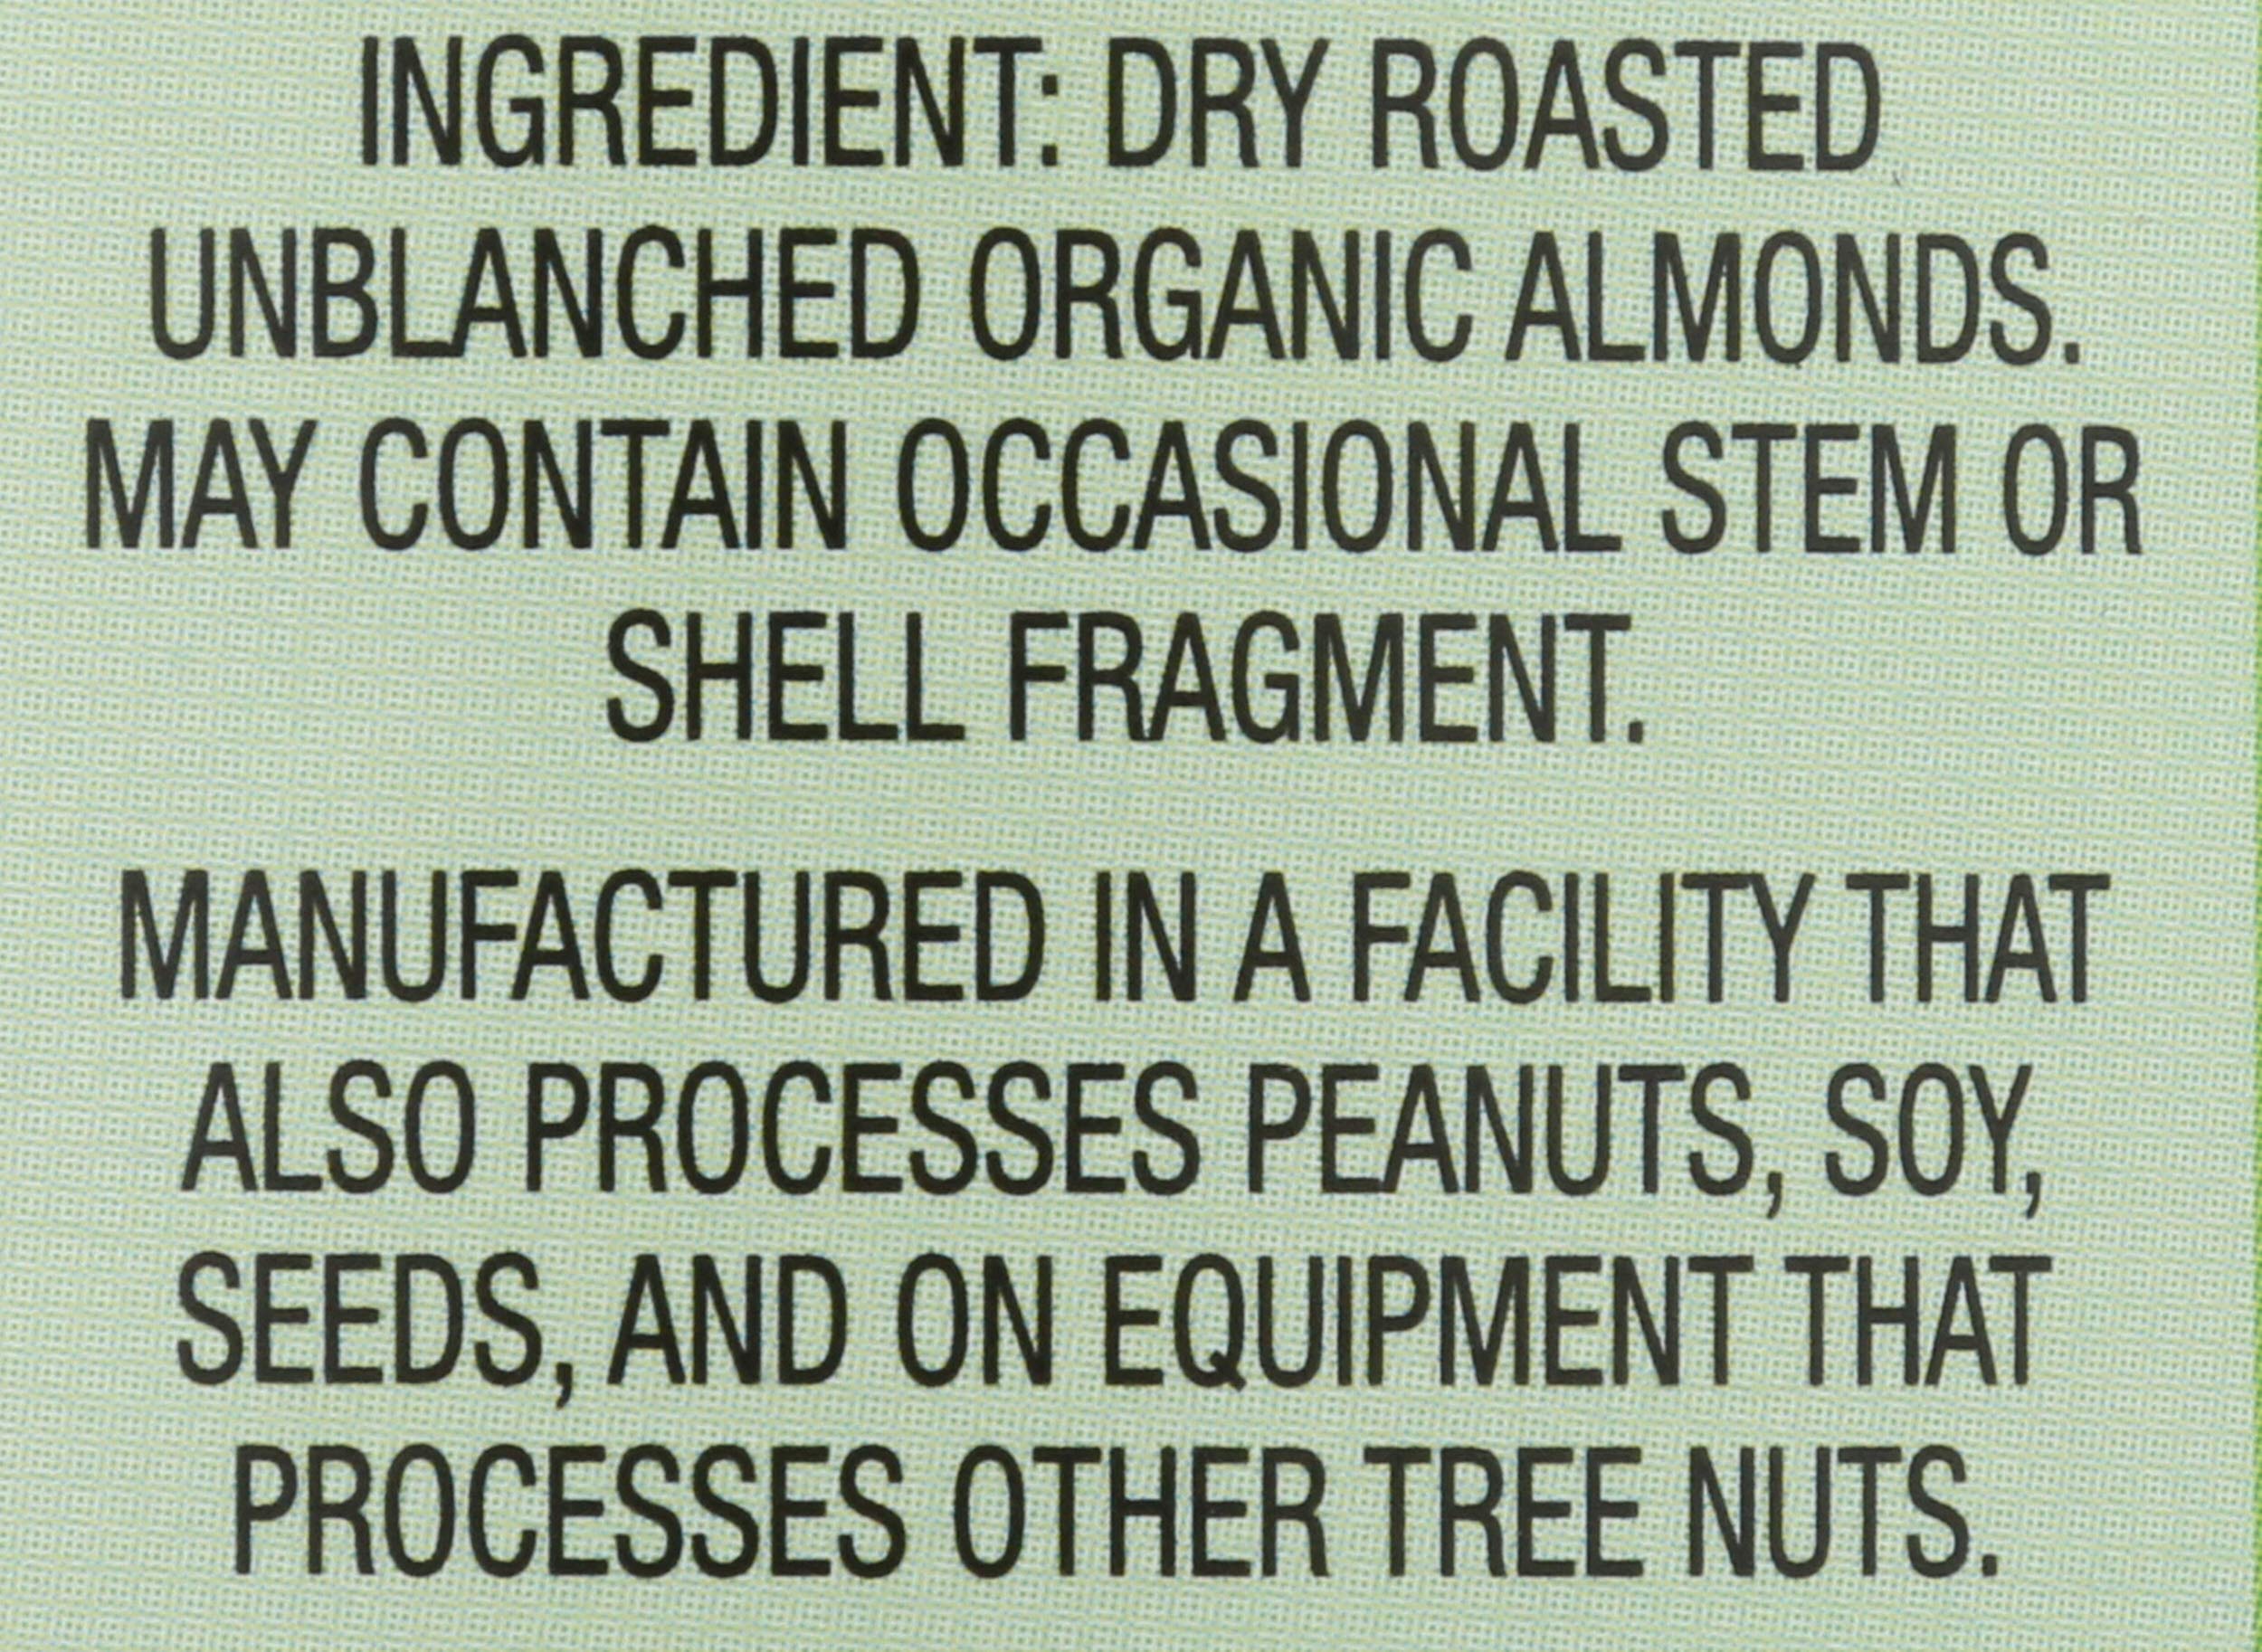 INGREDIENT: DRY ROASTED
UNBLANCHED ORGANIC ALMONDS.
MAY CONTAIN OCCASIONAL STEM OR
SHELL FRAGMENT.
MANUFACTURED IN A FACILITY THAT
ALSO PROCESSES PEANUTS, SOY,
SEEDS, AND ON EQUIPMENT THAT
PROCESSES OTHER TREE NUTS.